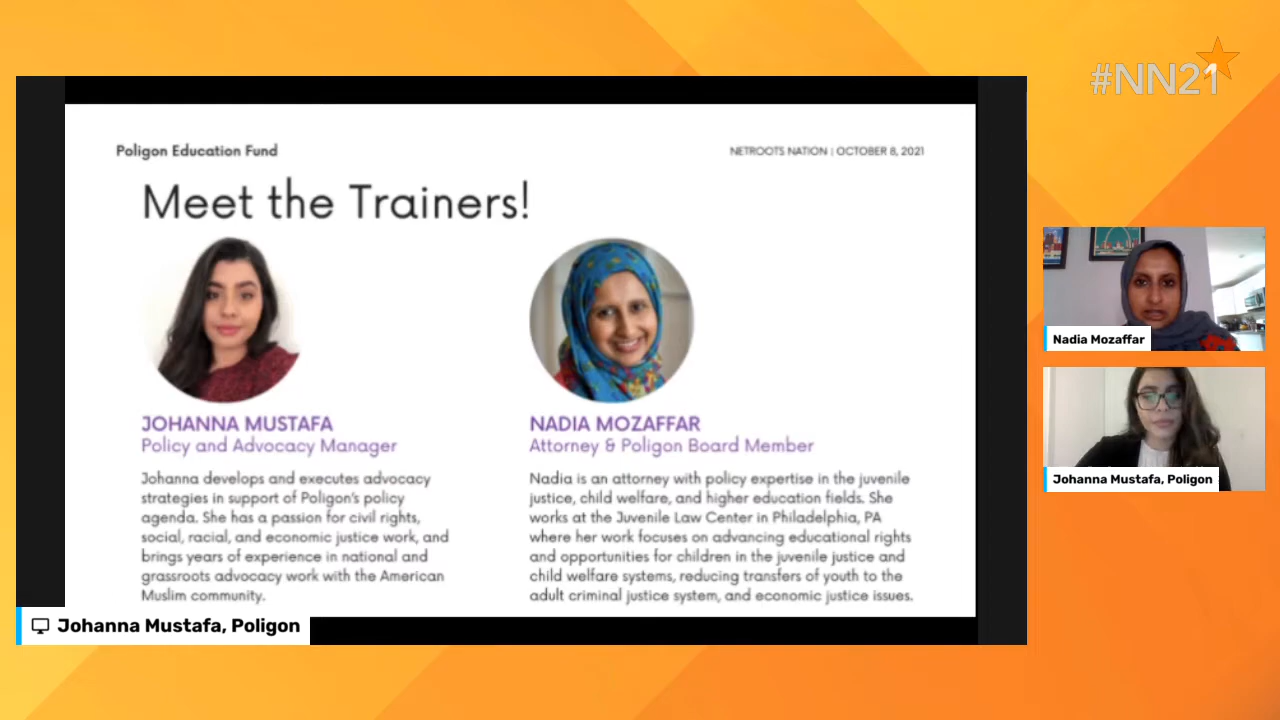 #NN21
Poligon Education Fund
NETROOTS NATION | OCTOBER 8, 2021
Meet the Trainers!
JOHANNA MUSTAFA
Policy and Advocacy Manager
Johanna develops and executes advocacy
strategies in support of Poligon's policy
agenda. She has a passion for civil rights,
social, racial, and economic justice work, and
brings years of experience in national and
grassroots advocacy work with the American
Muslim community.
NADIA MOZAFFAR
Attorney & Poligon Board Member
Nadia is an attorney with policy expertise in the juvenile
justice, child welfare, and higher education fields. She
works at the Juvenile Law Center in Philadelphia, PA
where her work focuses on advancing educational rights
and opportunities for children in the juvenile justice and
child welfare systems, reducing transfers of youth to the
adult criminal justice system, and economic justice issues.
Johanna Mustafa, Poligon
Nadia Mozaffar
Johanna Mustafa, Poligon